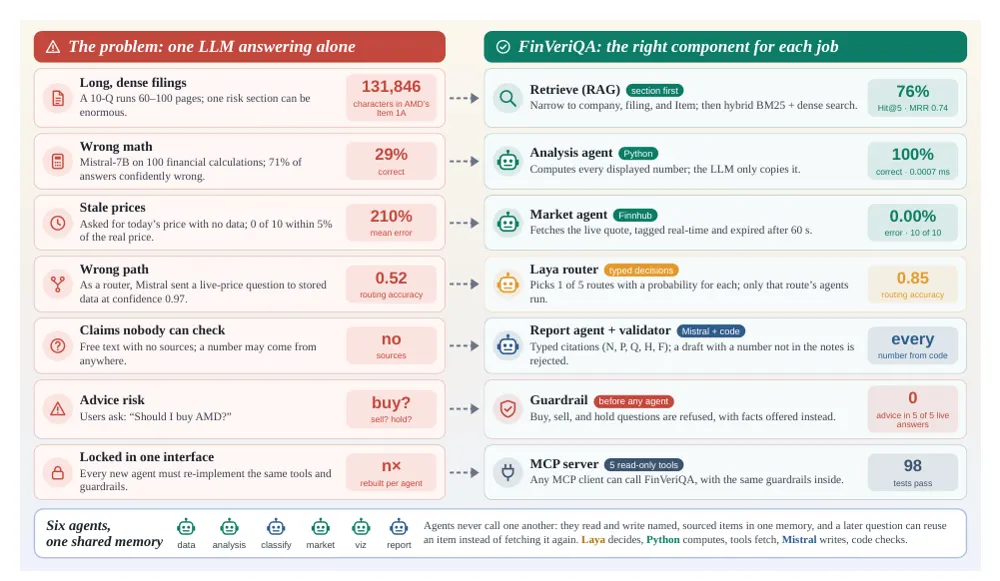 The problem: one LLM answering alone
FinVeriQA: the right component for each job
Long, dense filings
A 10-Q runs 60–100 pages; one risk section can be
enormous.
131,846
characters in AMD's
Item 1A
Retrieve (RAG) section first
Narrow to company, filing, and Item; then hybrid BM25 + dense search.
76%
Hit@5 · MRR 0.74
Wrong math
Mistral-7B on 100 financial calculations; 71% of
answers confidently wrong.
29%
correct
Analysis agent Python
Computes every displayed number; the LLM only copies it.
100%
correct · 0.0007 ms
Stale prices
Asked for today's price with no data; 0 of 10 within 5%
of the real price.
210%
mean error
Market agent Finnhub
Fetches the live quote, tagged real-time and expired after 60 s.
0.00%
error · 10 of 10
Wrong path
As a router, Mistral sent a live-price question to stored
data at confidence 0.97.
0.52
routing accuracy
Laya router typed decisions
Picks 1 of 5 routes with a probability for each; only that route's agents
run.
0.85
routing accuracy
Claims nobody can check
Free text with no sources; a number may come from
anywhere.
no
sources
Report agent + validator Mistral + code
Typed citations (N, P, Q, H, F); a draft with a number not in the notes is
rejected.
every
number from code
Advice risk
Users ask: “Should I buy AMD?”
buy?
sell? hold?
Guardrail before any agent
Buy, sell, and hold questions are refused, with facts offered instead.
0
advice in 5 of 5 live
answers
Locked in one interface
Every new agent must re-implement the same tools and
guardrails.
n×
rebuilt per agent
MCP server 5 read-only tools
Any MCP client can call FinVeriQA, with the same guardrails inside.
98
tests pass
Six agents,
one shared memory
data analysis classify market viz report
Agents never call one another: they read and write named, sourced items in one memory, and a later question can reuse
an item instead of fetching it again. Laya decides, Python computes, tools fetch, Mistral writes, code checks.